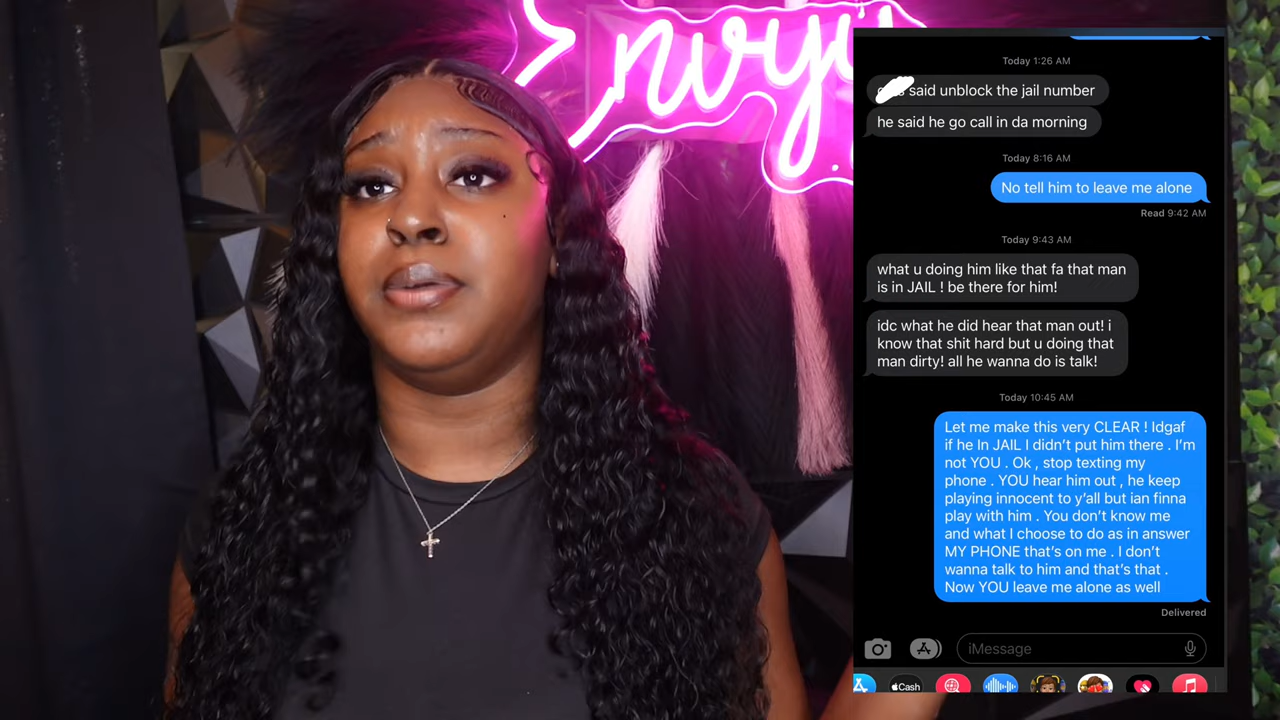 Envy
Today 1:26 AM
said unblock the jail number
he said he go call in da morning
Today 8:16 AM
No tell him to leave me alone
Read 9:42 AM
Today 9:43 AM
what u doing him like that fa that man
is in JAIL ! be there for him!
idc what he did hear that man out! i
know that shit hard but u doing that
man dirty! all he wanna do is talk!
Today 10:45 AM
Let me make this very CLEAR ! Idgaf
if he In JAIL I didn’t put him there . I’m
not YOU . Ok , stop texting my
phone . YOU hear him out , he keep
playing innocent to y’all but ian finna
play with him . You don’t know me
and what I choose to do as in answer
MY PHONE that’s on me . I don’t
wanna talk to him and that’s that .
Now YOU leave me alone as well
Delivered
iMessage
Cash